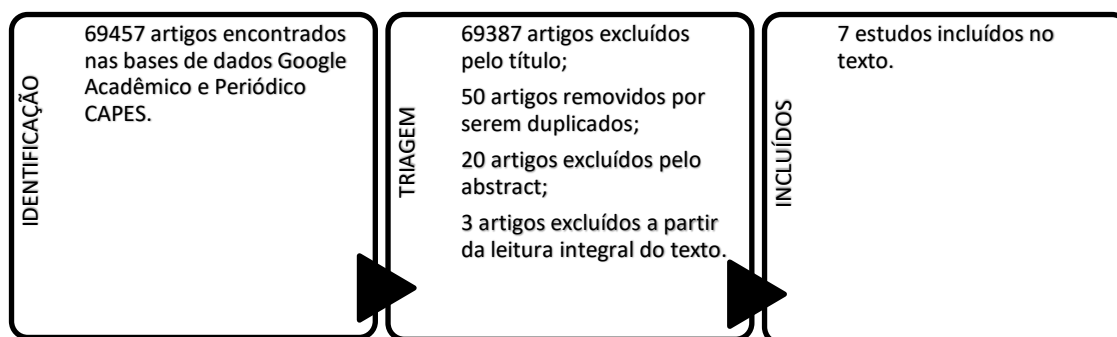 IDENTIFICAÇÃO
69457 artigos encontrados
nas bases de dados Google
Acadêmico e Periódico
CAPES.
TRIAGEM
69387 artigos excluídos
pelo título;
50 artigos removidos por
serem duplicados;
20 artigos excluídos pelo
abstract;
3 artigos excluídos a partir
da leitura integral do texto.
INCLUÍDOS
7 estudos incluídos no
texto.